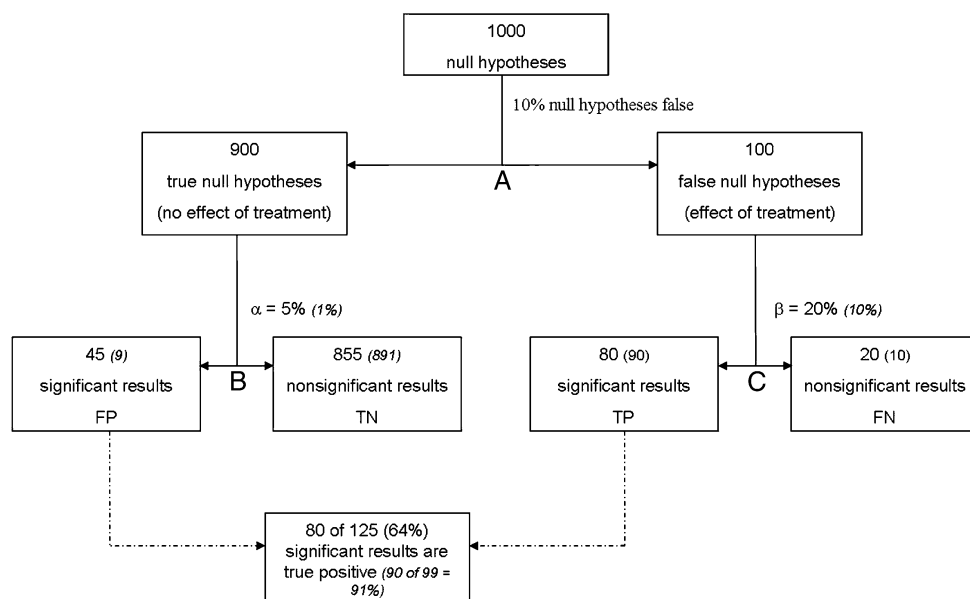 1000
null hypotheses
10% null hypotheses false
900
true null hypotheses
(no effect of treatment)
A
100
false null hypotheses
(effect of treatment)
α = 5% (1%)
β = 20% (10%)
45 (9)
significant results
FP
B
855 (891)
nonsignificant results
TN
80 (90)
significant results
TP
C
20 (10)
nonsignificant results
FN
80 of 125 (64%)
significant results are
true positive (90 of 99 =
91%)